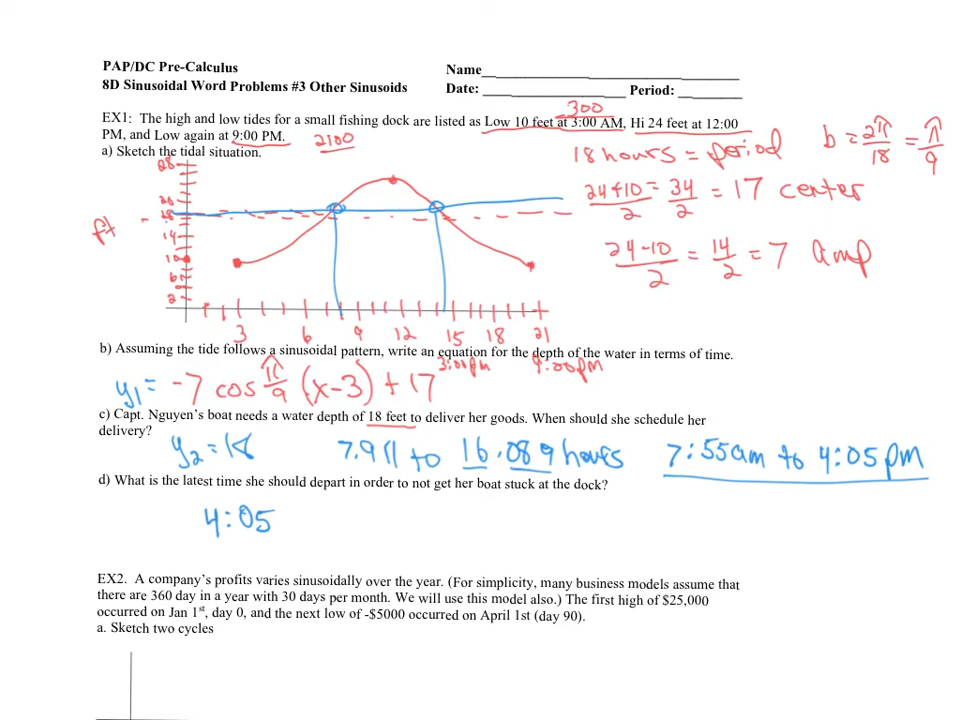 PAP/DC Pre-Calculus
Name
8D Sinusoidal Word Problems #3 Other Sinusoids
Date: Period:
300
EX1: The high and low tides for a small fishing dock are listed as Low 10 feet at 3:00 AM, Hi 24 feet at 12:00
PM, and Low again at 9:00 PM. 2100
a) Sketch the tidal situation.
18 hours = period b = 2π/18 = π/9
24+10/2 = 34/2 = 17 center
24-10/2 = 14/2 = 7 amp
28
ft
14
10
6
2
3 6 9 12 15 18 21
3:00pm 9:00pm
b) Assuming the tide follows a sinusoidal pattern, write an equation for the depth of the water in terms of time.
y₁ = -7 cos π/9 (x-3) + 17
c) Capt. Nguyen's boat needs a water depth of 18 feet to deliver her goods. When should she schedule her
delivery?
y₂ = 18 7.911 to 16.089 hours 7:55am to 4:05pm
d) What is the latest time she should depart in order to not get her boat stuck at the dock?
4:05
EX2. A company's profits varies sinusoidally over the year. (For simplicity, many business models assume that
there are 360 day in a year with 30 days per month. We will use this model also.) The first high of $25,000
occurred on Jan 1st, day 0, and the next low of -$5000 occurred on April 1st (day 90).
a. Sketch two cycles